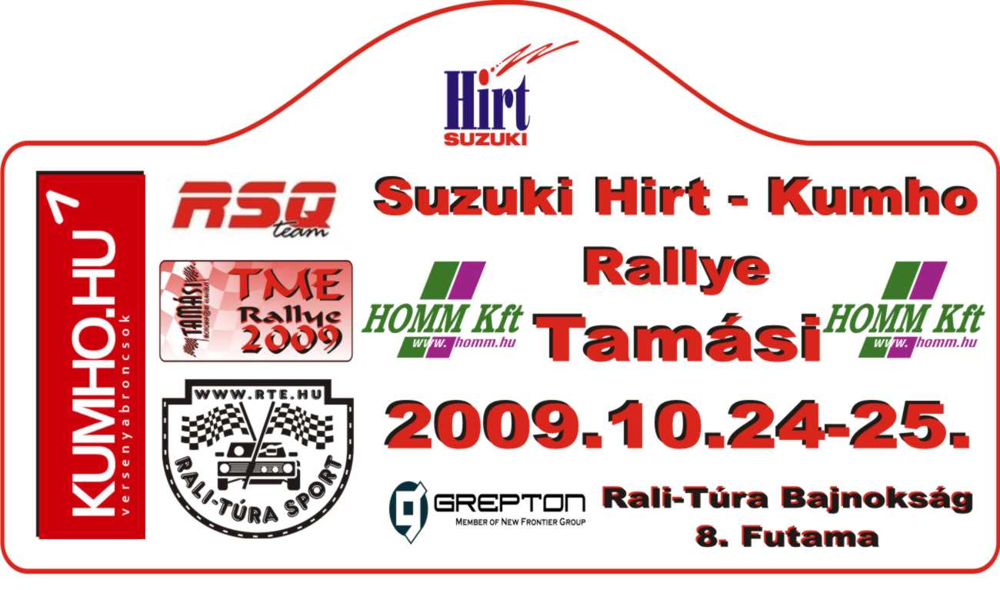 Hirt
SUZUKI
KUMHO.HU
versenyabroncsok
RSQ
team
TAMÁSI
TME
Rallye
2009
WWW.RTE.HU
RALI-TÚRA SPORT
Suzuki Hirt - Kumho
Rallye
Tamási
HOMM Kft
www. homm.hu
HOMM Kft
www. homm.hu
2009.10.24-25.
GREPTON
MEMBER OF NEW FRONTIER GROUP
Rali-Túra Bajnokság
8. Futama